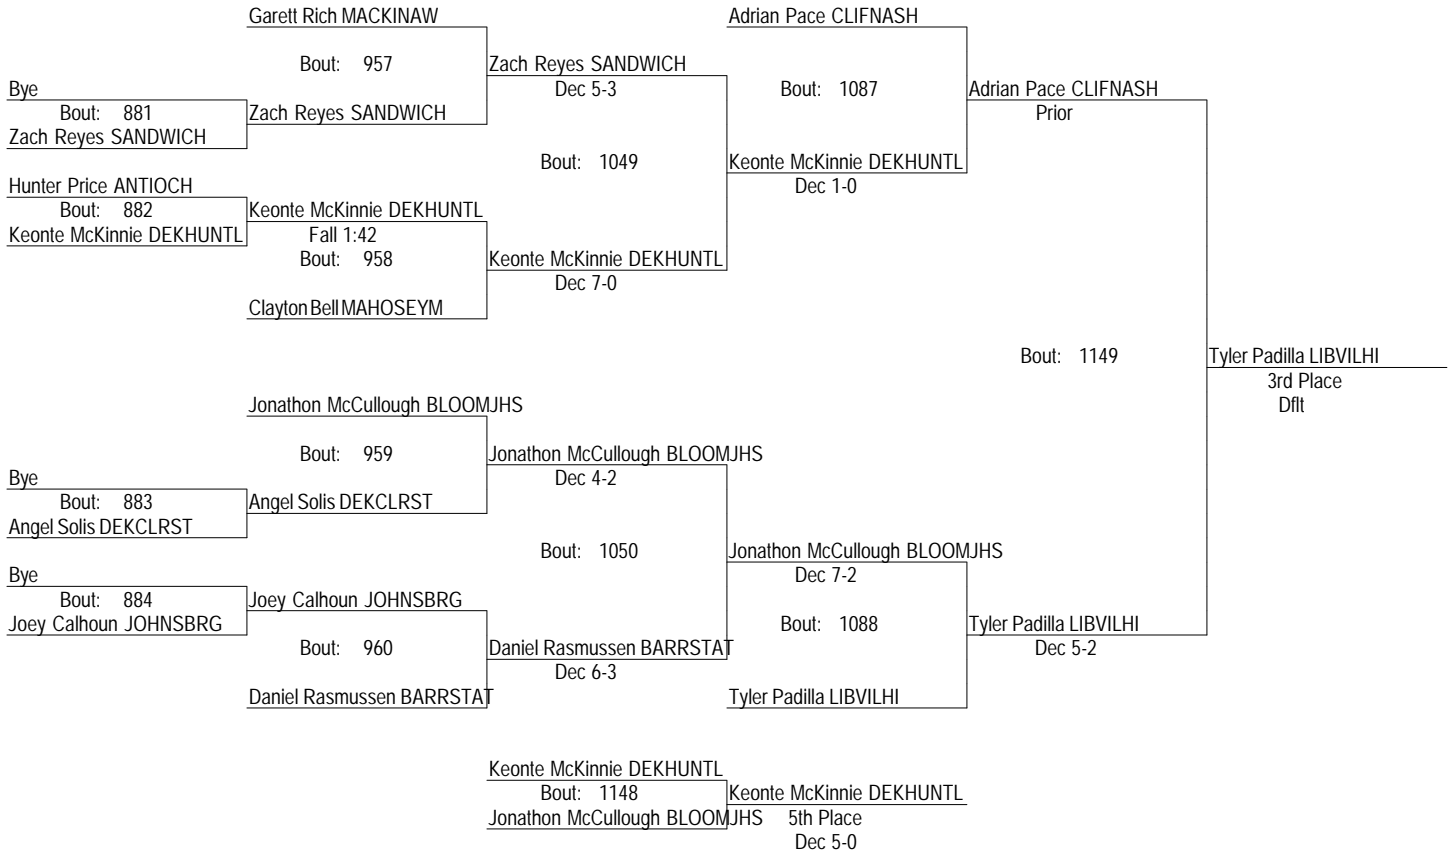 Garett Rich MACKINAW
Adrian Pace CLIFNASH
Bout: 957
Zach Reyes SANDWICH
Dec 5-3
Bye
Bout: 881
Zach Reyes SANDWICH
Zach Reyes SANDWICH
Bout: 1087
Adrian Pace CLIFNASH
Prior
Bout: 1049
Keonte McKinnie DEKHUNTL
Dec 1-0
Hunter Price ANTIOCH
Bout: 882
Keonte McKinnie DEKHUNTL
Keonte McKinnie DEKHUNTL
Fall 1:42
Bout: 958
Keonte McKinnie DEKHUNTL
Dec 7-0
Clayton Bell MAHOSEYM
Bout: 1149
Tyler Padilla LIBVILHI
3rd Place
Dflt
Jonathon McCullough BLOOMJHS
Bout: 959
Jonathon McCullough BLOOMJHS
Dec 4-2
Bye
Bout: 883
Angel Solis DEKCLRST
Angel Solis DEKCLRST
Bout: 1050
Jonathon McCullough BLOOMJHS
Dec 7-2
Bye
Bout: 884
Joey Calhoun JOHNSBRG
Joey Calhoun JOHNSBRG
Bout: 960
Daniel Rasmussen BARRSTAT
Dec 6-3
Daniel Rasmussen BARRSTAT
Bout: 1088
Tyler Padilla LIBVILHI
Dec 5-2
Tyler Padilla LIBVILHI
Keonte McKinnie DEKHUNTL
Bout: 1148
Keonte McKinnie DEKHUNTL
Jonathon McCullough BLOOMJHS
5th Place
Dec 5-0